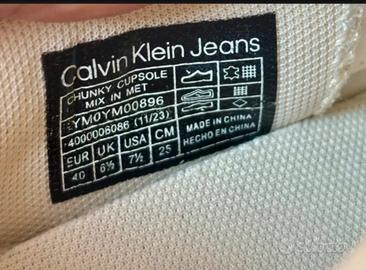 Calvin Klein Jeans
CHUNKY CUPSOLE
MIX IN MET
YM0YM00896
4000006086 (11/23)
EUR UK USA CM
40 6½ 7½ 25
MADE IN CHINA
HECHO EN CHINA